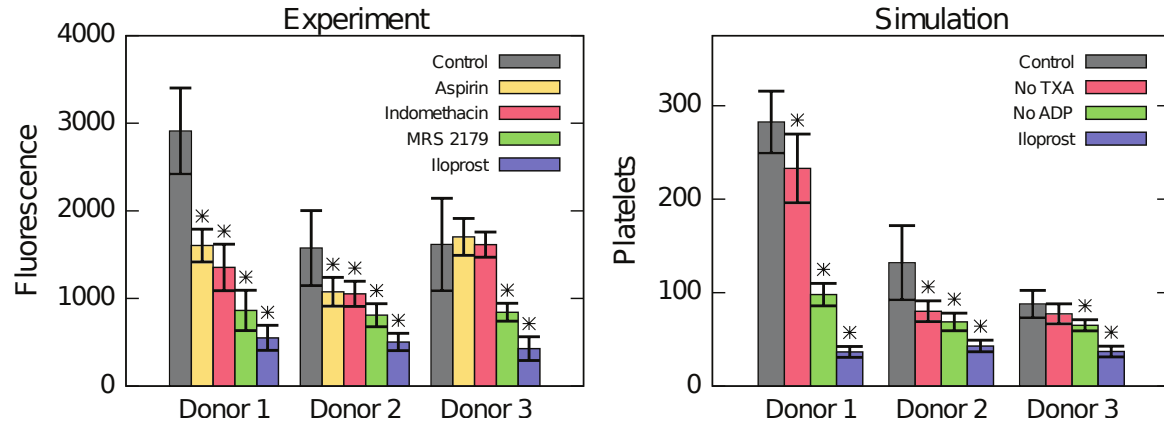 Experiment
4000
3000
2000
1000
0
Fluorescence
Control
Aspirin
Indomethacin
MRS 2179
Iloprost
* * * *
* * * *
* *
Donor 1 Donor 2 Donor 3
Simulation
300
200
100
0
Platelets
Control
No TXA
No ADP
Iloprost
* * *
* * *
* *
Donor 1 Donor 2 Donor 3